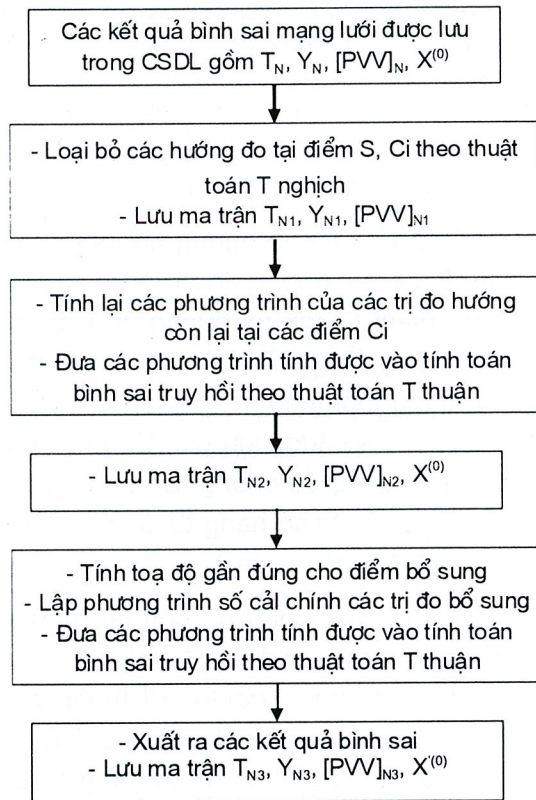 Các kết quả bình sai mạng lưới được lưu
trong CSDL gồm T_N, Y_N, [PVV]_N, X^(0)
- Loại bỏ các hướng đo tại điểm S, Ci theo thuật
toán T nghịch
- Lưu ma trận T_N1, Y_N1, [PVV]_N1
- Tính lại các phương trình của các trị đo hướng
còn lại tại các điểm Ci
- Đưa các phương trình tính được vào tính toán
bình sai truy hồi theo thuật toán T thuận
- Lưu ma trận T_N2, Y_N2, [PVV]_N2, X^(0)
- Tính toạ độ gần đúng cho điểm bổ sung
- Lập phương trình số cảI chính các trị đo bổ sung
- Đưa các phương trình tính được vào tính toán
bình sai truy hồi theo thuật toán T thuận
- Xuất ra các kết quả bình sai
- Lưu ma trận T_N3, Y_N3, [PVV]_N3, X'^(0)